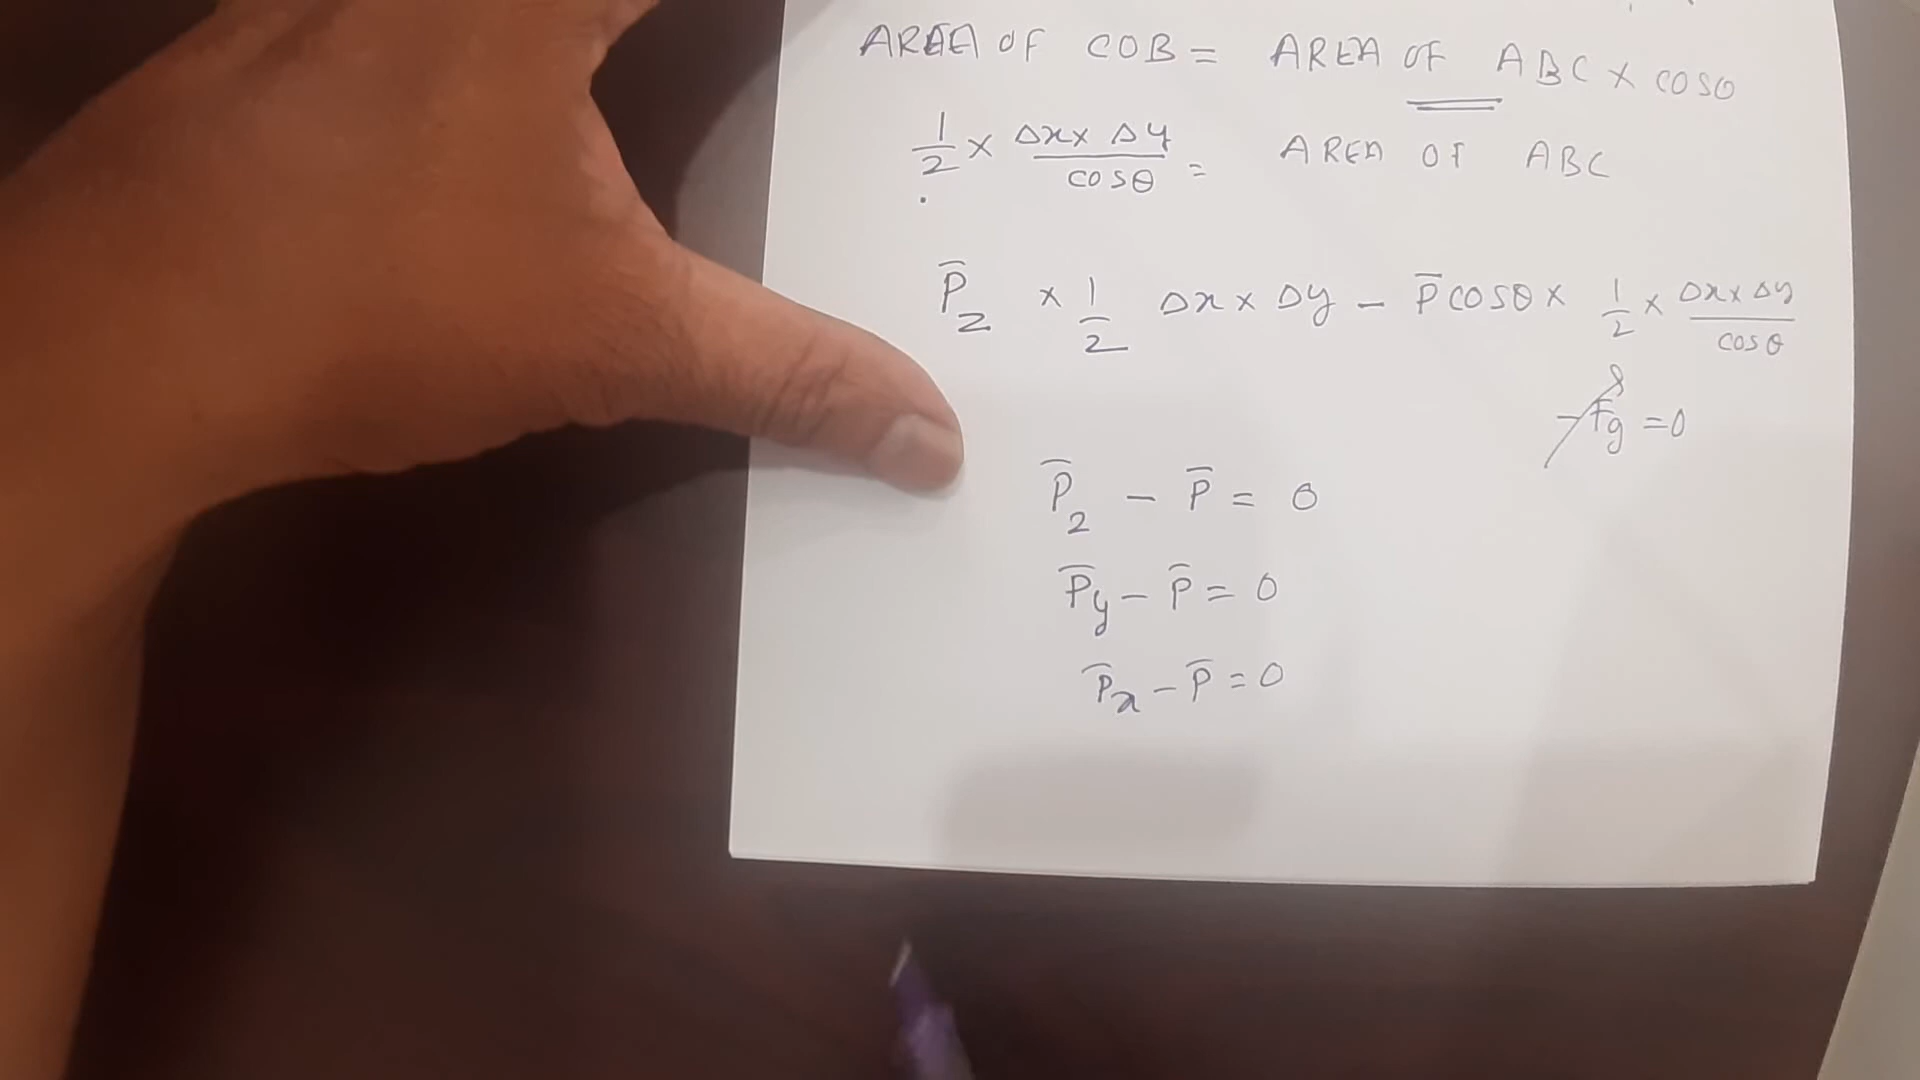 AREA OF COB = AREA OF ABC × COSθ
1/2 × Δx × Δy / cosθ = AREA OF ABC
P̄z × 1/2 Δx × Δy − P̄ cosθ × 1/2 × Δx × Δy / cosθ
− Fg = 0
P̄z − P̄ = 0
P̄y − P̄ = 0
P̄x − P̄ = 0